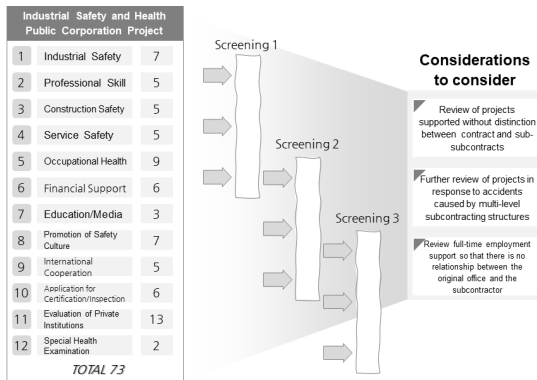 Industrial Safety and Health
Public Corporation Project
1 Industrial Safety 7
2 Professional Skill 5
3 Construction Safety 5
4 Service Safety 5
5 Occupational Health 9
6 Financial Support 6
7 Education/Media 3
8 Promotion of Safety
Culture 7
9 International
Cooperation 5
10 Application for
Certification/Inspection 6
11 Evaluation of Private
Institutions 13
12 Special Health
Examination 2
TOTAL 73
Screening 1
Screening 2
Screening 3
Considerations
to consider
Review of projects
supported without distinction
between contract and sub-
subcontracts
Further review of projects in
response to accidents
caused by multi-level
subcontracting structures
Review full-time employment
support so that there is no
relationship between the
original office and the
subcontractor